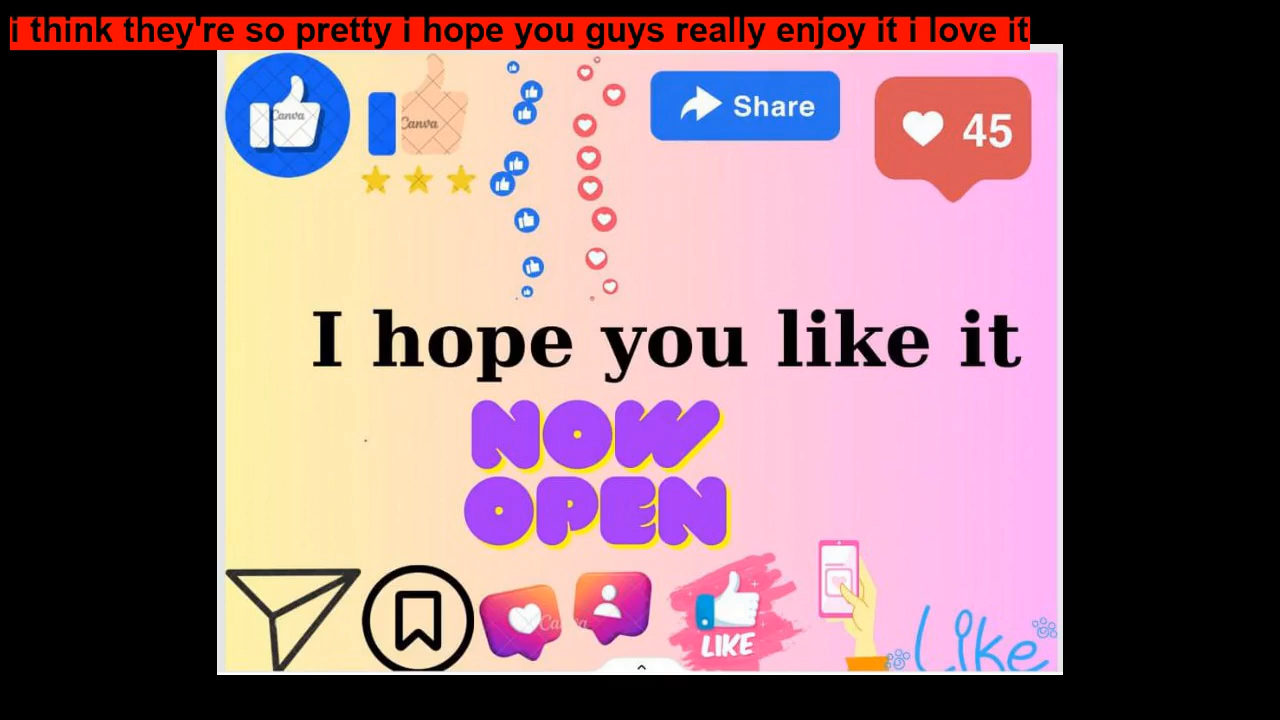 i think they're so pretty i hope you guys really enjoy it i love it
Canva
Canva
Share
45
I hope you like it
NOW
OPEN
Canva
LIKE
Like